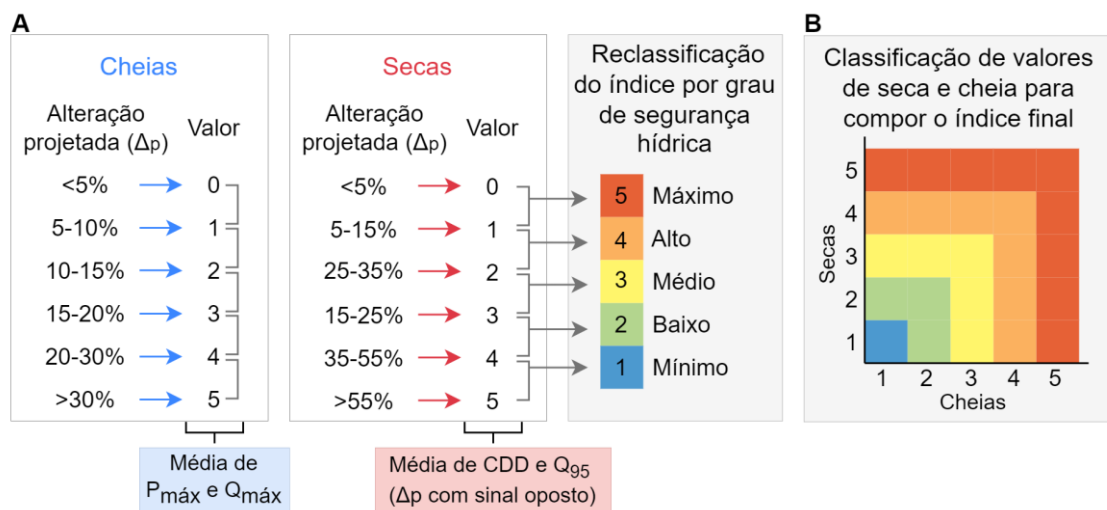 A
Cheias
Alteração
projetada (Δp)
Valor
<5%
0
5-10%
1
10-15%
2
15-20%
3
20-30%
4
>30%
5
Média de
Pmáx e Qmáx
Secas
Alteração
projetada (Δp)
Valor
<5%
0
5-15%
1
25-35%
2
15-25%
3
35-55%
4
>55%
5
Média de CDD e Q95
(Δp com sinal oposto)
Reclassificação
do índice por grau
de segurança
hídrica
5 Máximo
4 Alto
3 Médio
2 Baixo
1 Mínimo
B
Classificação de valores
de seca e cheia para
compor o índice final
Secas
5
4
3
2
1
1 2 3 4 5
Cheias